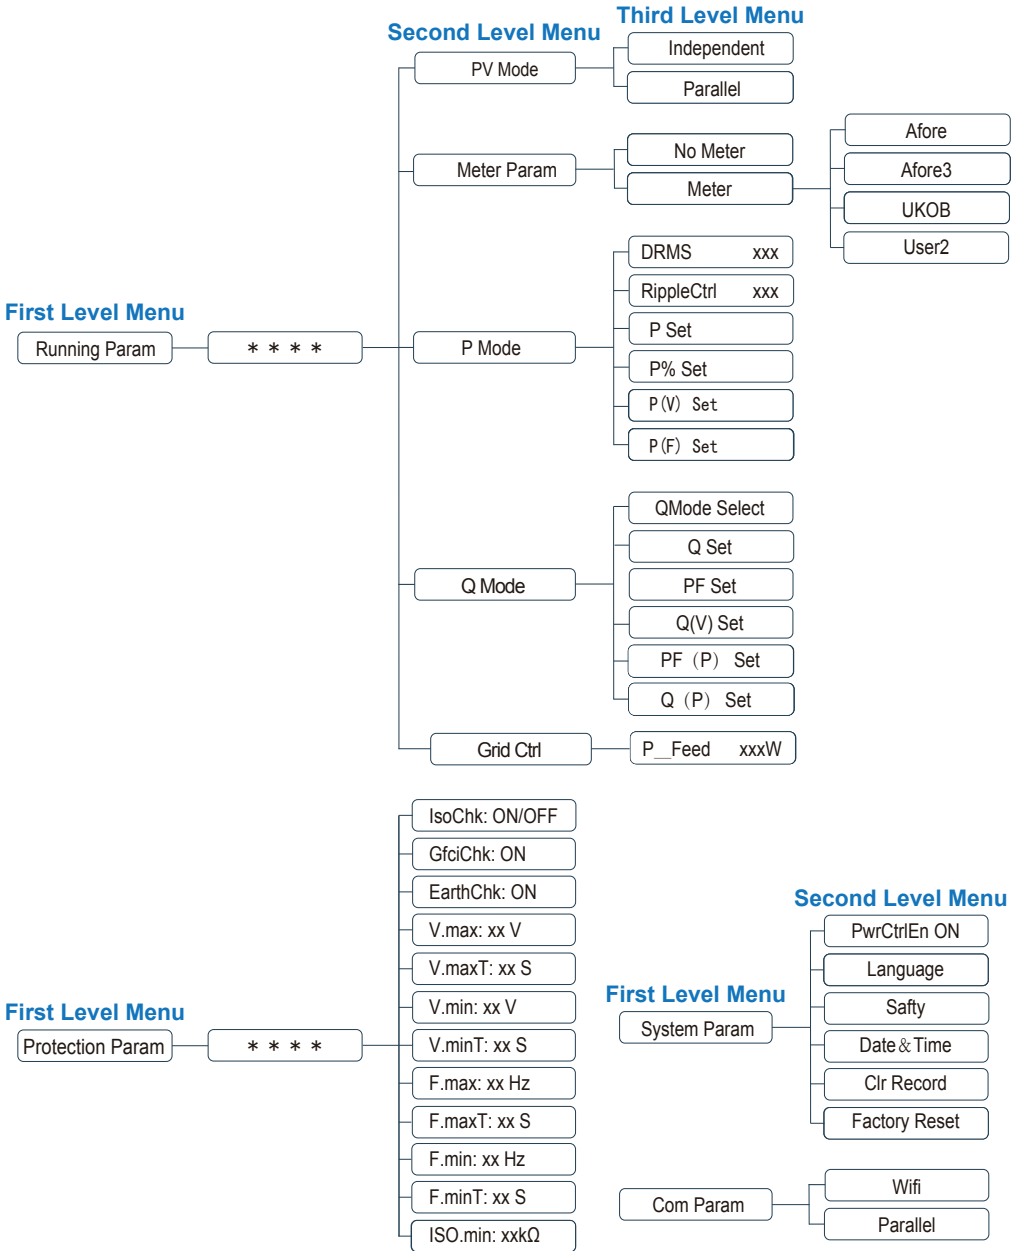 Third Level Menu
Second Level Menu
Independent
PV Mode
Parallel
Afore
No Meter
Meter Param
Afore3
Meter
UKOB
User2
DRMS xxx
RippleCtrl xxx
First Level Menu
P Set
Running Param
* * * *
P Mode
P% Set
P(V) Set
P(F) Set
QMode Select
Q Set
Q Mode
PF Set
Q(V) Set
PF（P） Set
Q（P） Set
Grid Ctrl
P__Feed xxxW
IsoChk: ON/OFF
GfciChk: ON
EarthChk: ON
V.max: xx V
V.maxT: xx S
V.min: xx V
First Level Menu
Protection Param
* * * *
V.minT: xx S
F.max: xx Hz
F.maxT: xx S
F.min: xx Hz
F.minT: xx S
ISO.min: xxkΩ
Second Level Menu
PwrCtrlEn ON
Language
First Level Menu
Safty
System Param
Date&Time
Clr Record
Factory Reset
Wifi
Com Param
Parallel